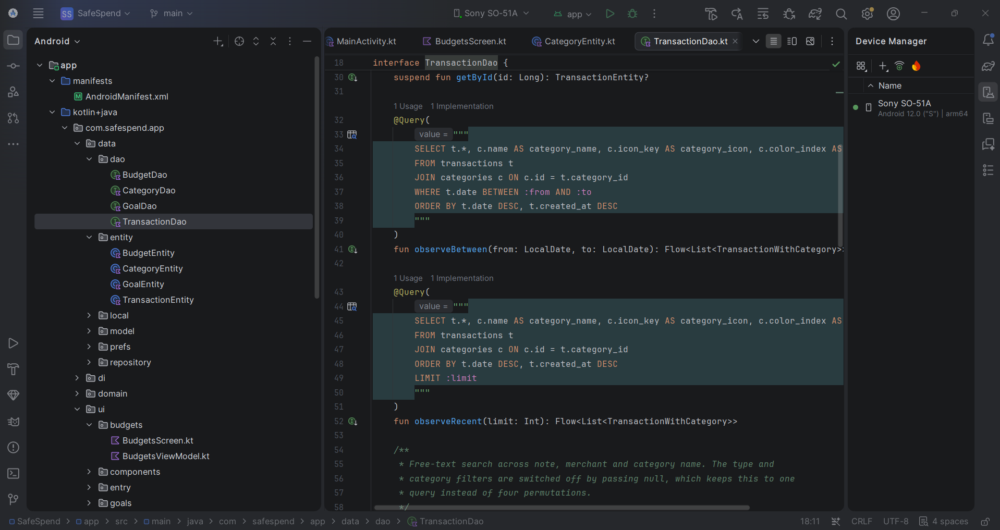 SS SafeSpend main Sony SO-51A app
Android
MainActivity.kt BudgetsScreen.kt CategoryEntity.kt TransactionDao.kt
Device Manager
app
manifests
AndroidManifest.xml
kotlin+java
com.safespend.app
data
dao
BudgetDao
CategoryDao
GoalDao
TransactionDao
entity
BudgetEntity
CategoryEntity
GoalEntity
TransactionEntity
local
model
prefs
repository
di
domain
ui
budgets
BudgetsScreen.kt
BudgetsViewModel.kt
components
entry
goals
18 interface TransactionDao {
30 suspend fun getById(id: Long): TransactionEntity?
31
1 Usage 1 Implementation
32 @Query(
33 value = """
34 SELECT t.*, c.name AS category_name, c.icon_key AS category_icon, c.color_index AS
35 FROM transactions t
36 JOIN categories c ON c.id = t.category_id
37 WHERE t.date BETWEEN :from AND :to
38 ORDER BY t.date DESC, t.created_at DESC
39 """
40 )
41 fun observeBetween(from: LocalDate, to: LocalDate): Flow<List<TransactionWithCategory>>
42
1 Usage 1 Implementation
43 @Query(
44 value = """
45 SELECT t.*, c.name AS category_name, c.icon_key AS category_icon, c.color_index AS
46 FROM transactions t
47 JOIN categories c ON c.id = t.category_id
48 ORDER BY t.date DESC, t.created_at DESC
49 LIMIT :limit
50 """
51 )
52 fun observeRecent(limit: Int): Flow<List<TransactionWithCategory>>
53
54 /**
55 * Free-text search across note, merchant and category name. The type and
56 * category filters are switched off by passing null, which keeps this to one
57 * query instead of four permutations.
58 */
Name
Sony SO-51A
Android 12.0 ("S") | arm64
SafeSpend > app > src > main > java > com > safespend > app > data > dao > TransactionDao 18:11 CRLF UTF-8 4 spaces